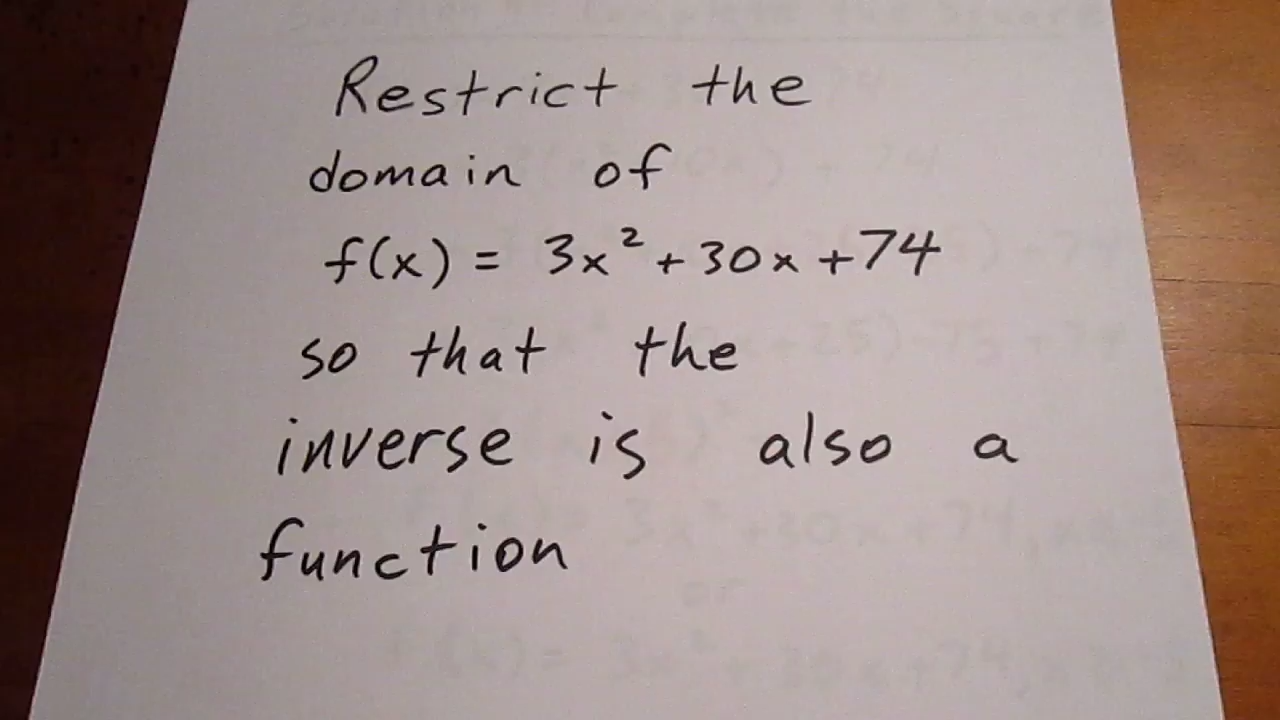 Restrict the
domain of
f(x) = 3x² + 30x + 74
so that the
inverse is also a
function